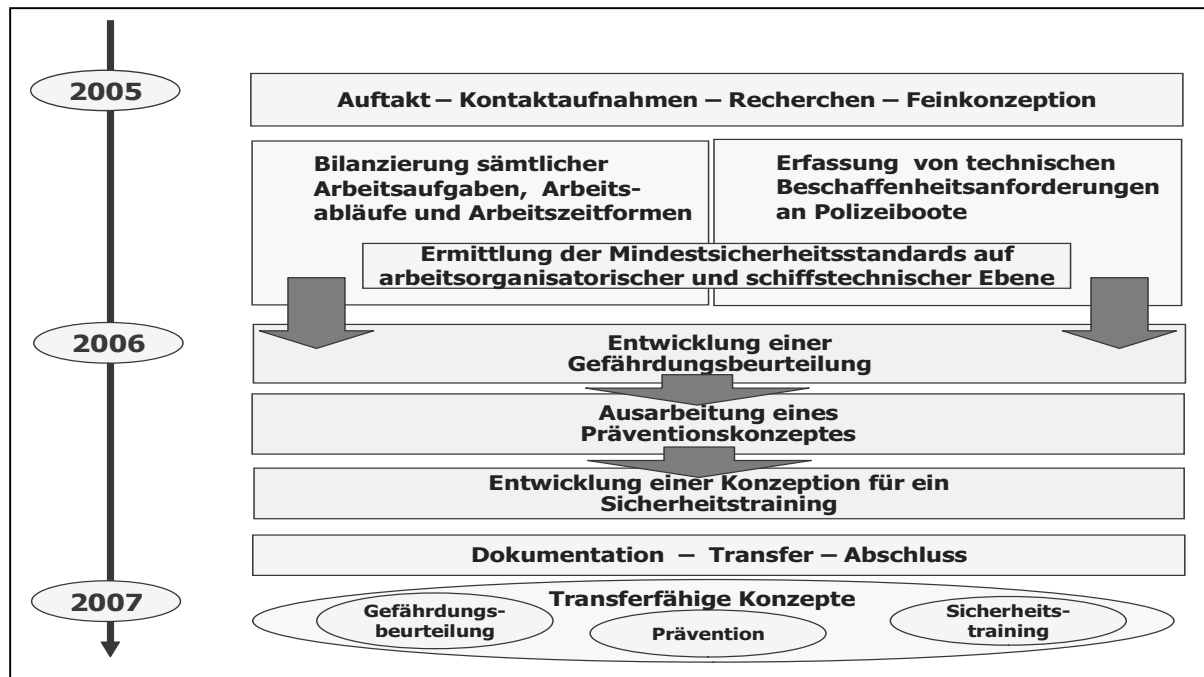 2005
Auftakt – Kontaktaufnahmen – Recherchen – Feinkonzeption
Bilanzierung sämtlicher
Arbeitsaufgaben, Arbeits-
abläufe und Arbeitszeitformen
Erfassung von technischen
Beschaffenheitsanforderungen
an Polizeiboote
Ermittlung der Mindestsicherheitsstandards auf
arbeitsorganisatorischer und schiffstechnischer Ebene
2006
Entwicklung einer
Gefährdungsbeurteilung
Ausarbeitung eines
Präventionskonzeptes
Entwicklung einer Konzeption für ein
Sicherheitstraining
Dokumentation – Transfer – Abschluss
2007
Transferfähige Konzepte
Gefährdungs-
beurteilung
Prävention
Sicherheits-
training